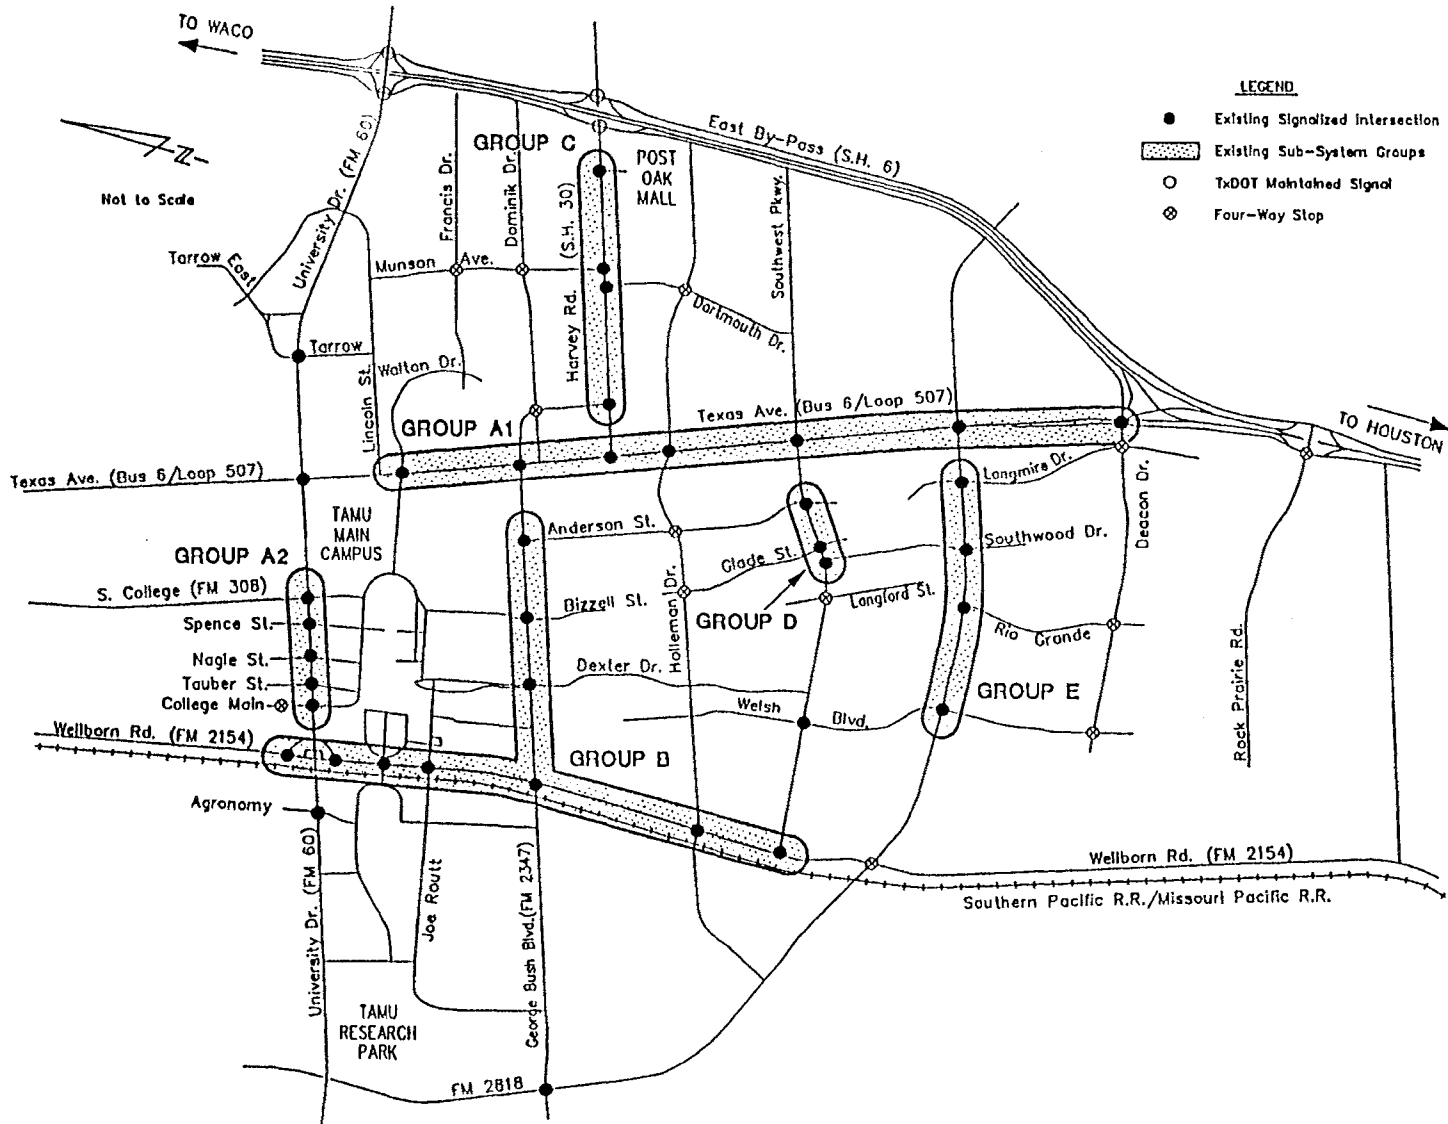 TO WACO
LEGEND
Existing Signalized Intersection
Existing Sub-System Groups
TxDOT Maintained Signal
Four-Way Stop
East By-Pass (S.H. 6)
GROUP C
POST
OAK
MALL
Not to Scale
University Dr. (FM 60)
Francis Dr.
Dominik Dr.
(S.H. 30)
Harvey Rd.
Southwest Pkwy.
Tarrow East
Munson Ave.
Dartmouth Dr.
Tarrow
Lincoln St.
Walton Dr.
GROUP A1
Texas Ave. (Bus 6/Loop 507)
TO HOUSTON
Texas Ave. (Bus 6/Loop 507)
Longmire Dr.
Deacon Dr.
TAMU
MAIN
CAMPUS
Anderson St.
Southwood Dr.
GROUP A2
Glade St.
S. College (FM 308)
Bizzell St.
Holleman Dr.
Langford St.
GROUP D
Spence St.
Rio Grande
Nagle St.
Dexter Dr.
Rock Prairie Rd.
Tauber St.
GROUP E
College Main
Welsh Blvd.
Wellborn Rd. (FM 2154)
GROUP B
Agronomy
University Dr. (FM 60)
Joe Routt
George Bush Blvd.(FM 2347)
Wellborn Rd. (FM 2154)
Southern Pacific R.R./Missouri Pacific R.R.
TAMU
RESEARCH
PARK
FM 2818